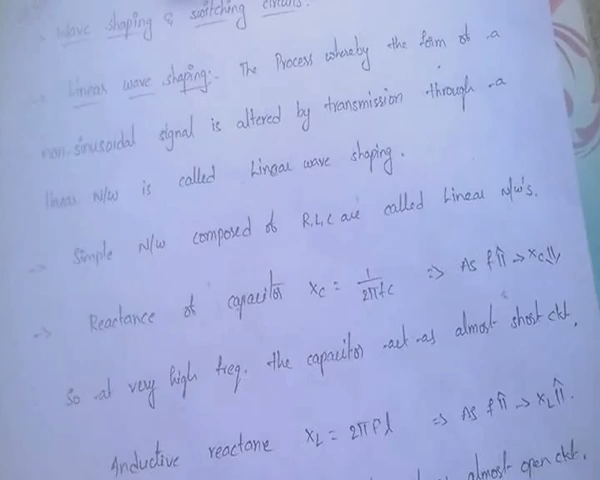 Wave shaping & switching circuits.
→ Linear wave shaping:- The Process whereby the form of a
non-sinusoidal signal is altered by transmission through a
linear N/W is called Linear wave shaping.
→ Simple N/W composed of R.L.C are called Linear N/W's.
→ Reactance of capacitor Xc = 1/2πfc ⇒ As f⇑ → Xc⇓
So at very high freq. the capacitor act as almost short ckt.
Inductive reactane XL = 2πfl ⇒ As f⇑ → XL⇑.
almost open ckt.